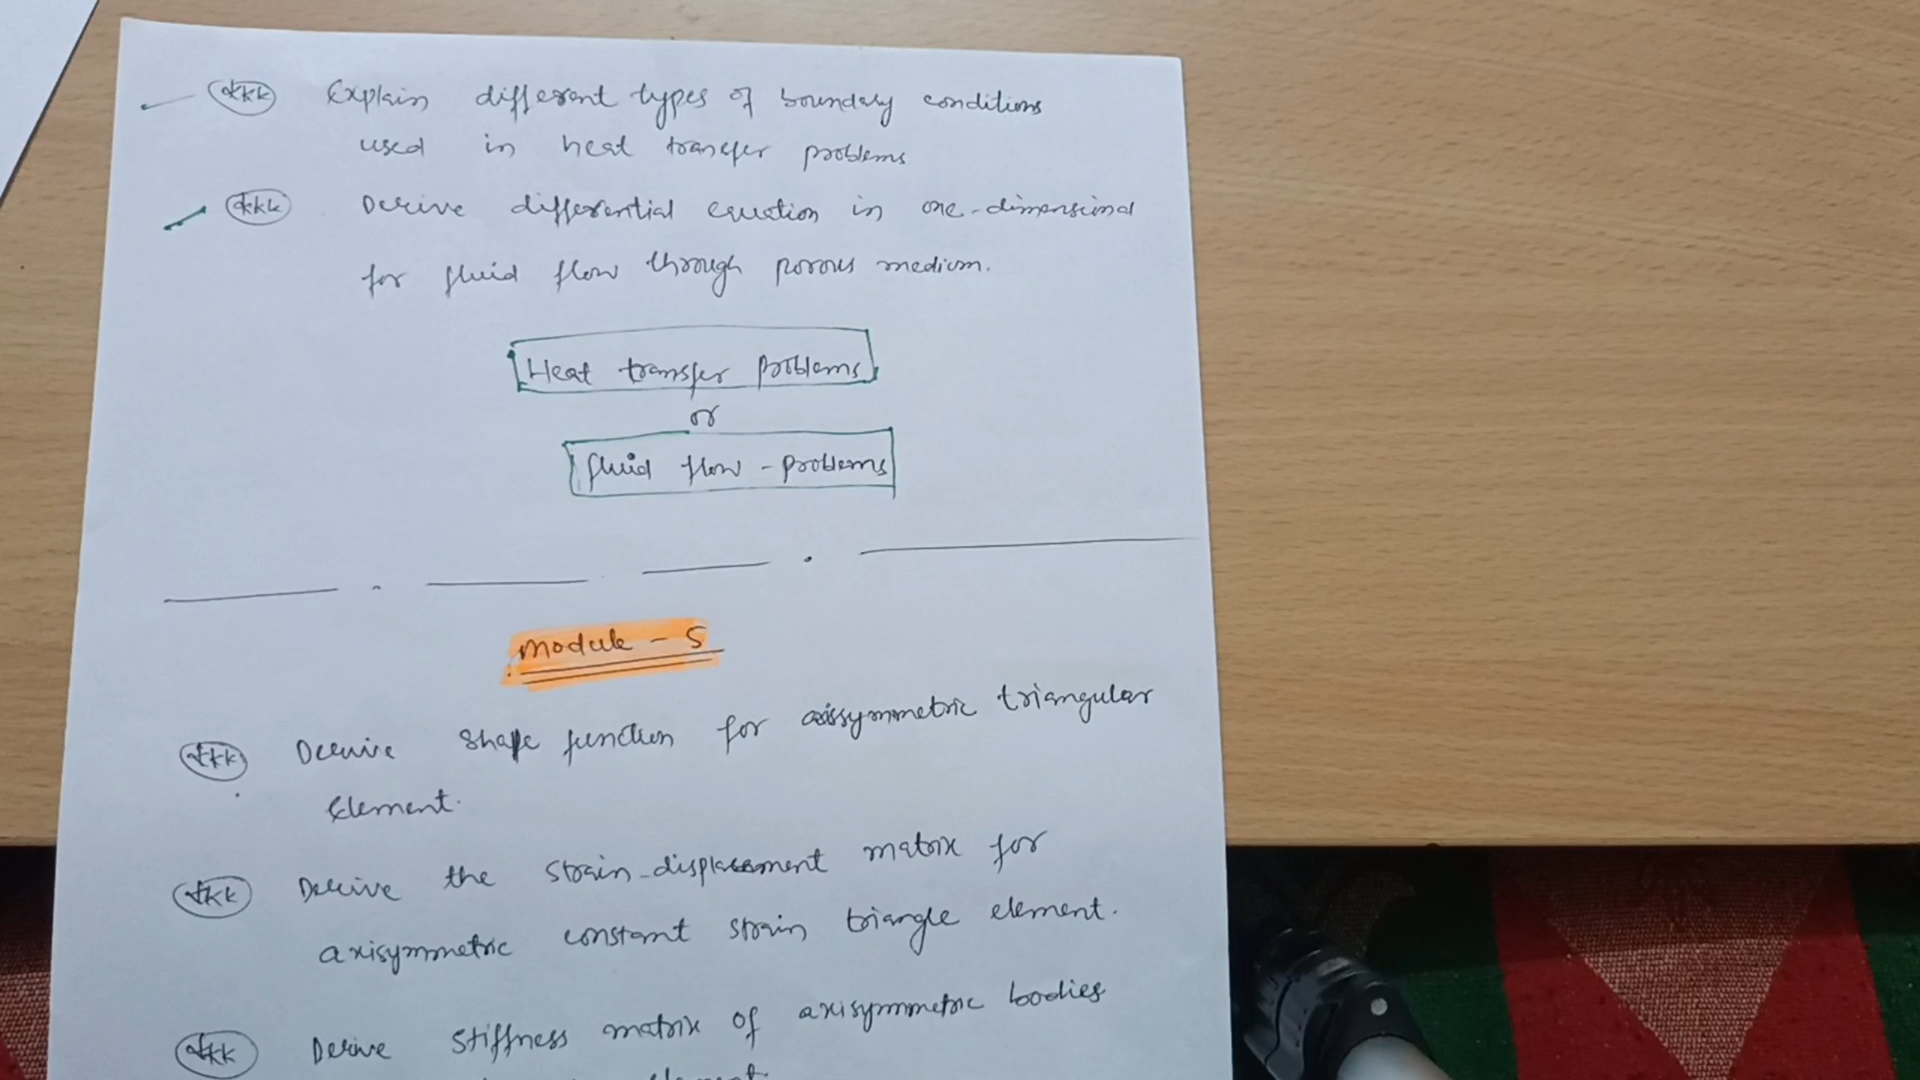 *** Explain different types of boundary conditions
used in heat transfer problems
*** Derive differential equation in one-dimensional
for fluid flow through porous medium.
Heat transfer problems
or
fluid flow - problems
module - 5
*** Derive shape function for axissymmetric triangular
Element.
*** Derive the strain-displacement matrix for
axisymmetric constant strain triangle element.
*** Derive stiffness matrix of axisymmetric bodies
element.